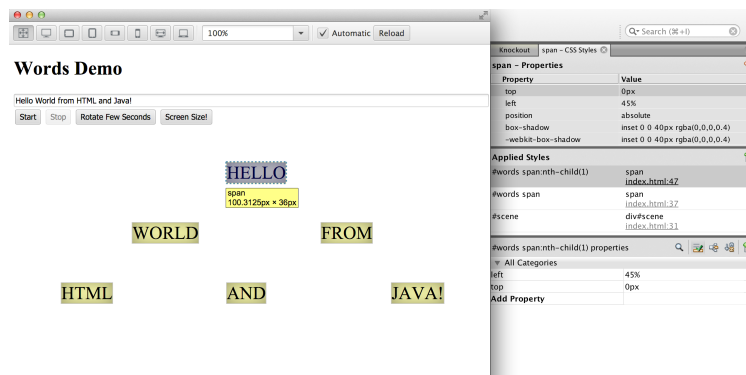 100%
Automatic
Reload
Words Demo
Hello World from HTML and Java!
Start
Stop
Rotate Few Seconds
Screen Size!
HELLO
span
100.3125px × 36px
WORLD
FROM
HTML
AND
JAVA!
Search (⌘+I)
Knockout
span – CSS Styles
span – Properties
Property Value
top 0px
left 45%
position absolute
box-shadow inset 0 0 40px rgba(0,0,0,0.4)
-webkit-box-shadow inset 0 0 40px rgba(0,0,0,0.4)
Applied Styles
#words span:nth-child(1) span
index.html:47
#words span span
index.html:37
#scene div#scene
index.html:31
#words span:nth-child(1) properties
All Categories
left 45%
top 0px
Add Property